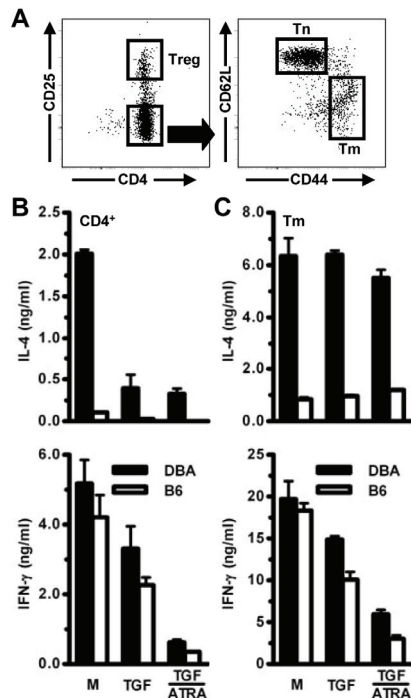 A
CD25
Treg
CD4
CD62L
Tn
Tm
CD44
B
CD4+
IL-4 (ng/ml)
2.0
1.5
1.0
0.5
0.0
C
Tm
IL-4 (ng/ml)
8.0
6.0
4.0
2.0
0.0
IFN-γ (ng/ml)
6.0
4.0
2.0
0.0
DBA
B6
M
TGF
TGF
ATRA
IFN-γ (ng/ml)
25
20
15
10
5
0
DBA
B6
M
TGF
TGF
ATRA